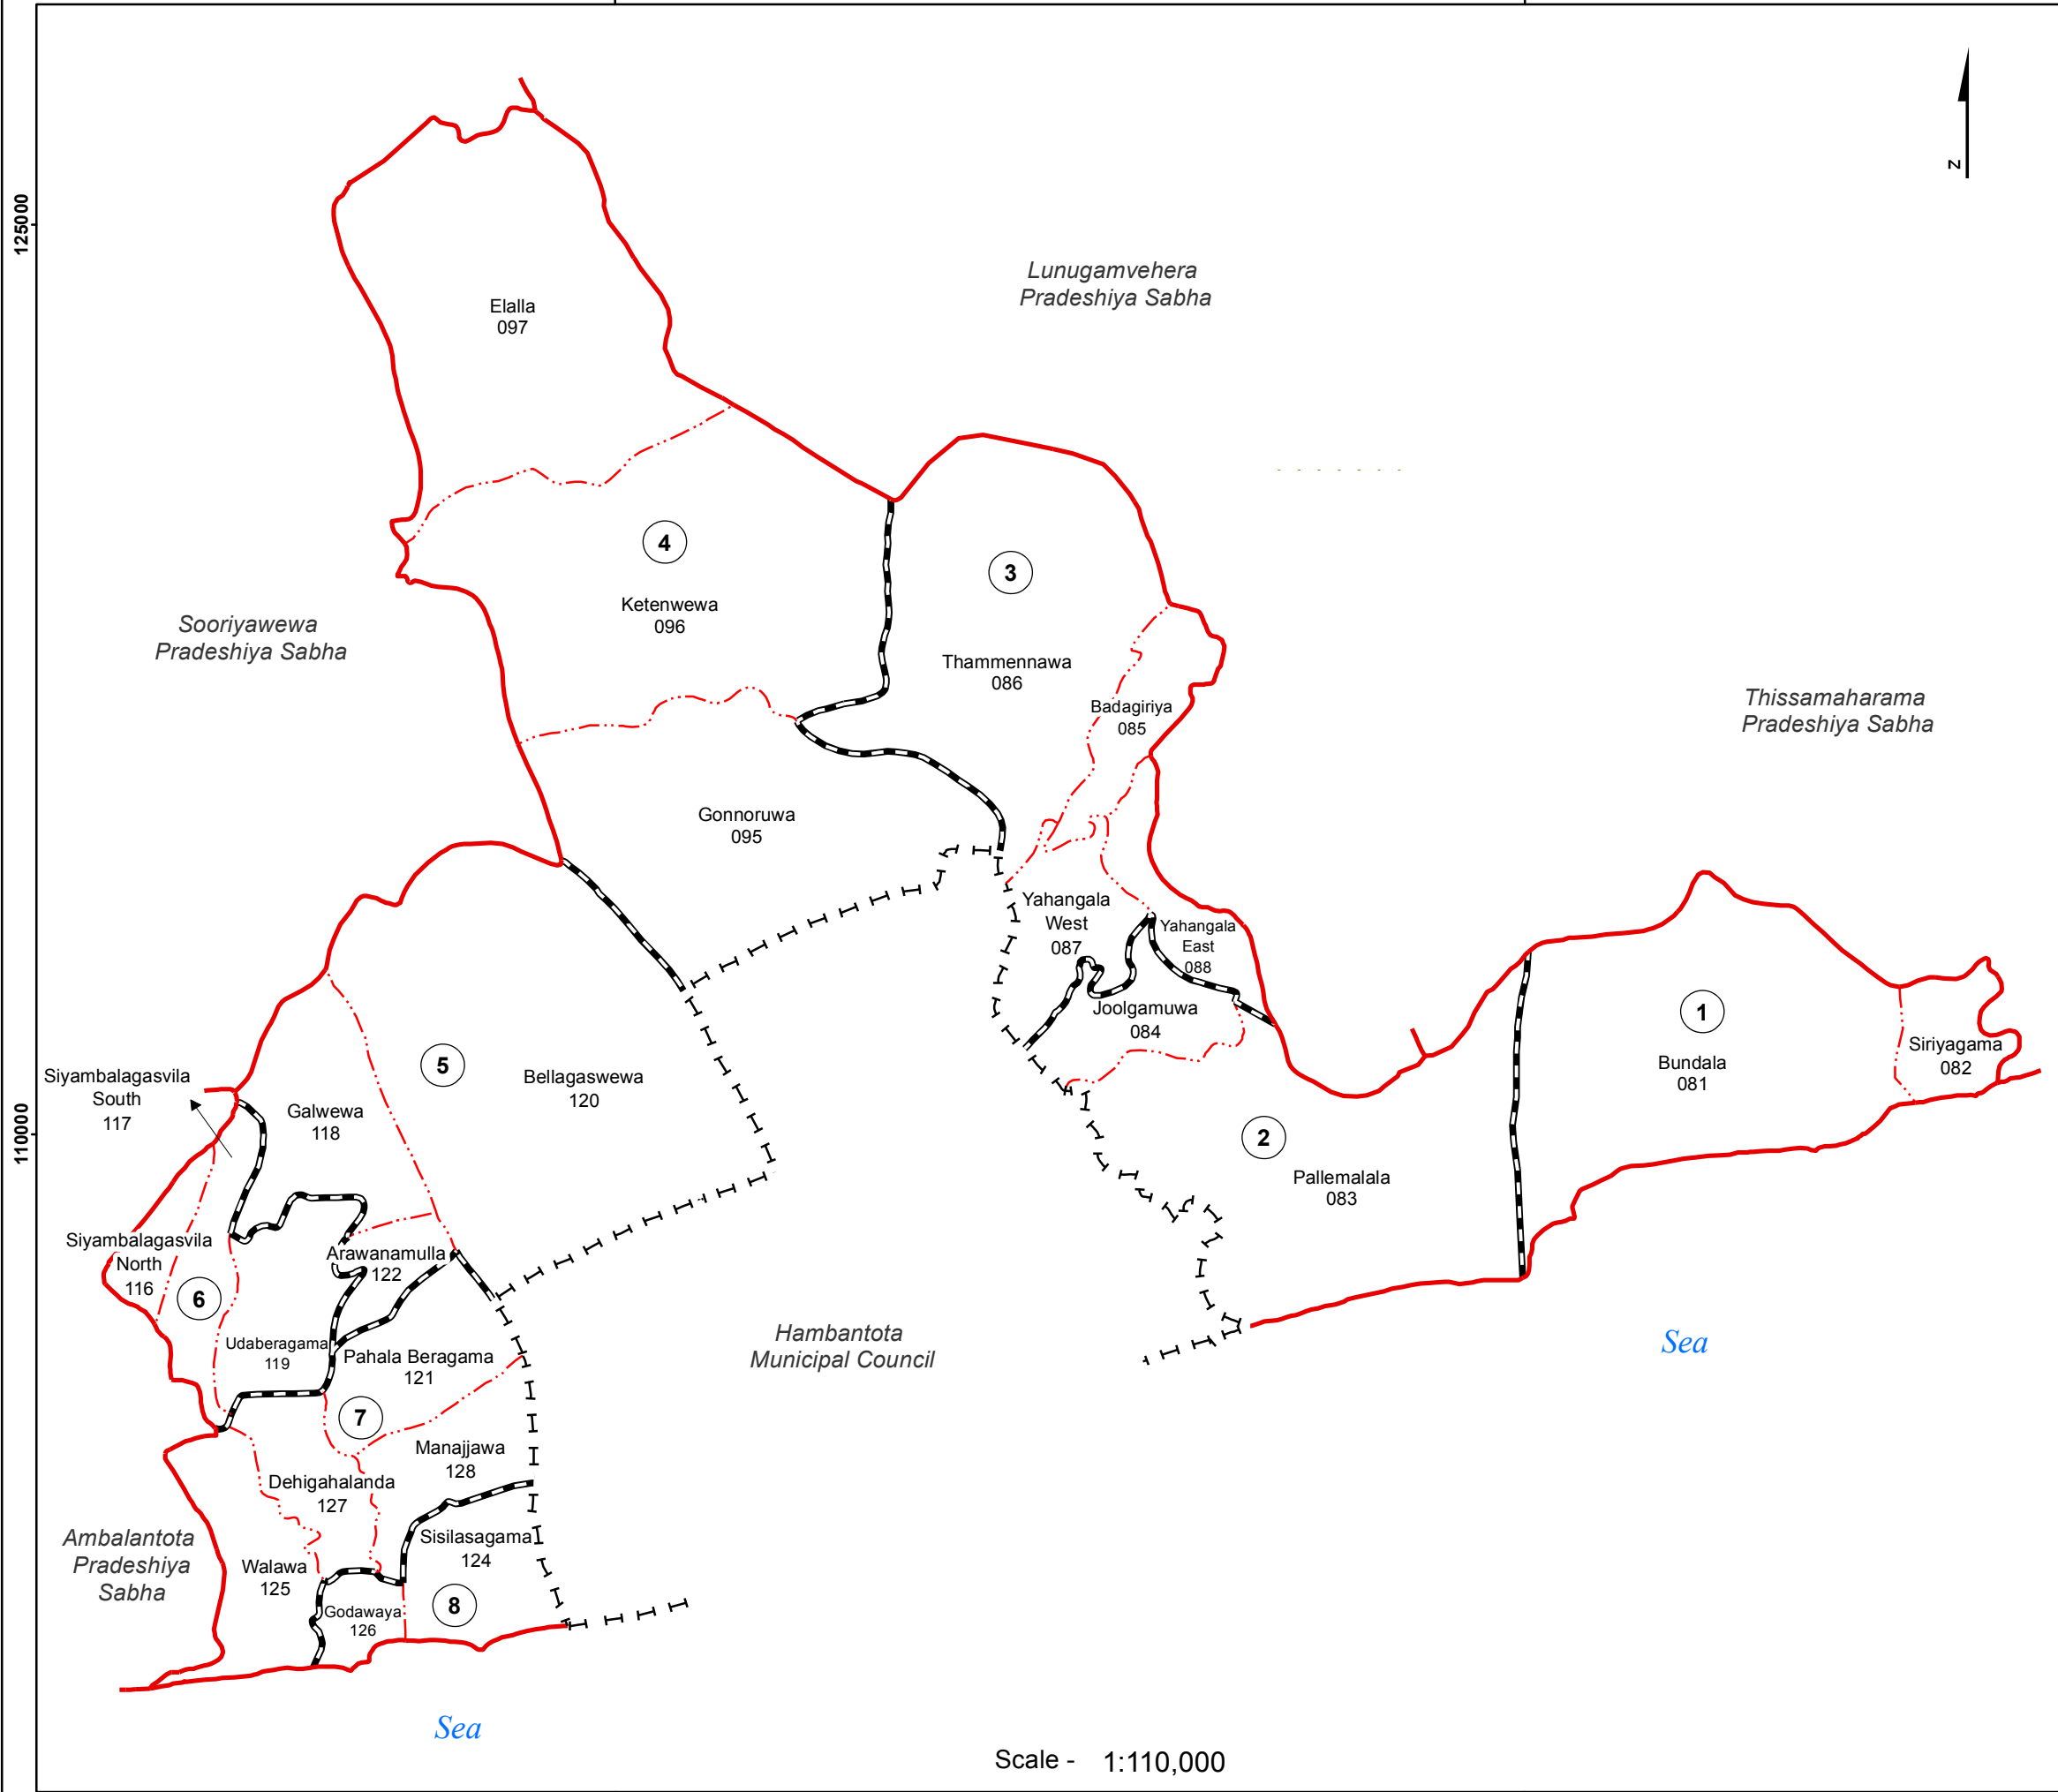 N
125000
110000
Lunugamvehera
Pradeshiya Sabha
Elalla
097
4
3
Ketenwewa
096
Sooriyawewa
Pradeshiya Sabha
Thammennawa
086
Badagiriya
085
Thissamaharama
Pradeshiya Sabha
Gonnoruwa
095
Yahangala
West
087
Yahangala
East
088
Joolgamuwa
084
1
Bundala
081
Siriyagama
082
5
Bellagaswewa
120
Siyambalagasvila
South
117
Galwewa
118
2
Pallemalala
083
Siyambalagasvila
North
116
6
Arawanamulla
122
Udaberagama
119
Pahala Beragama
121
7
Hambantota
Municipal Council
Sea
Manajjawa
128
Dehigahalanda
127
Ambalantota
Pradeshiya
Sabha
Sisilasagama
124
Walawa
125
8
Godawaya
126
Sea
Scale - 1:110,000